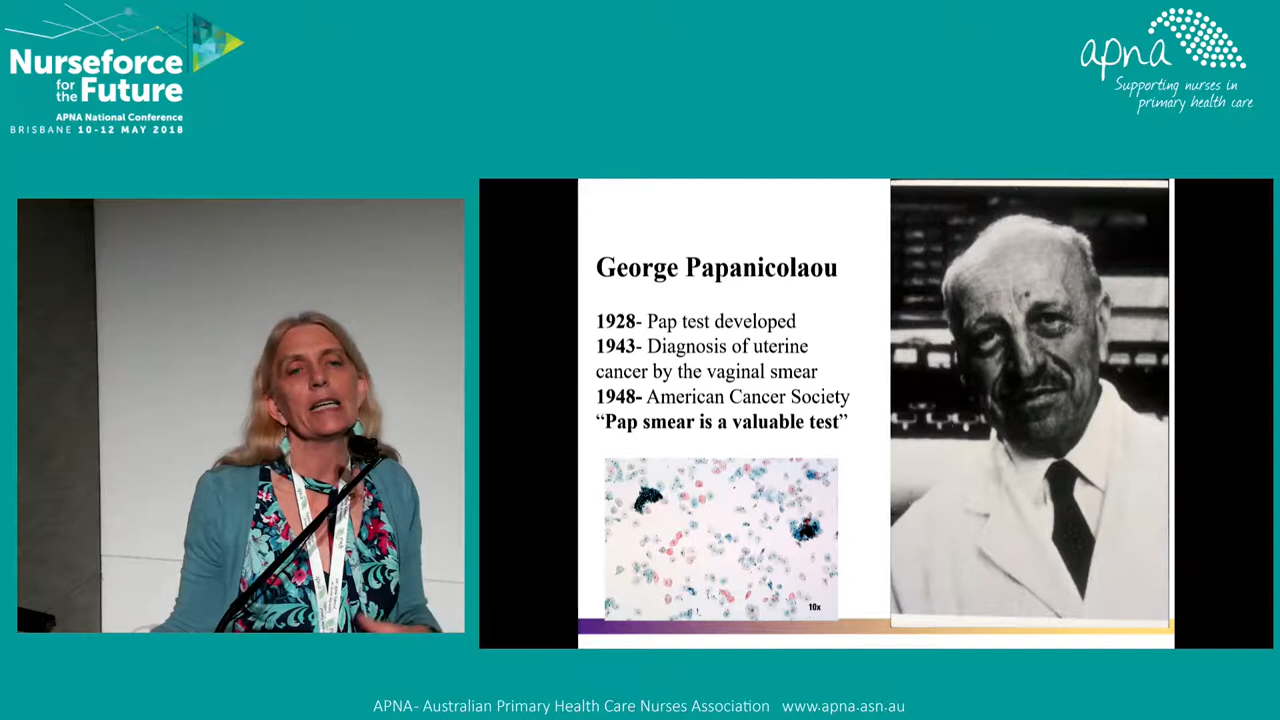 Nurseforce
for
the Future
APNA National Conference
BRISBANE 10-12 MAY 2018
apna
Supporting nurses in
primary health care
George Papanicolaou
1928- Pap test developed
1943- Diagnosis of uterine
cancer by the vaginal smear
1948- American Cancer Society
“Pap smear is a valuable test”
10x
APNA- Australian Primary Health Care Nurses Association www.apna.asn.au